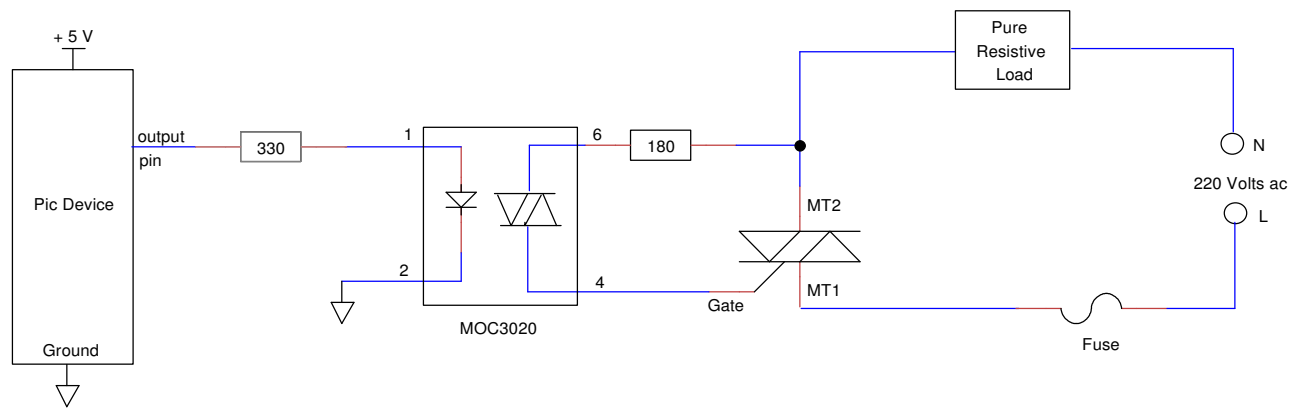 + 5 V
Pic Device
Ground
output
pin
330
1
2
MOC3020
6
4
180
Gate
MT2
MT1
Pure
Resistive
Load
N
220 Volts ac
L
Fuse